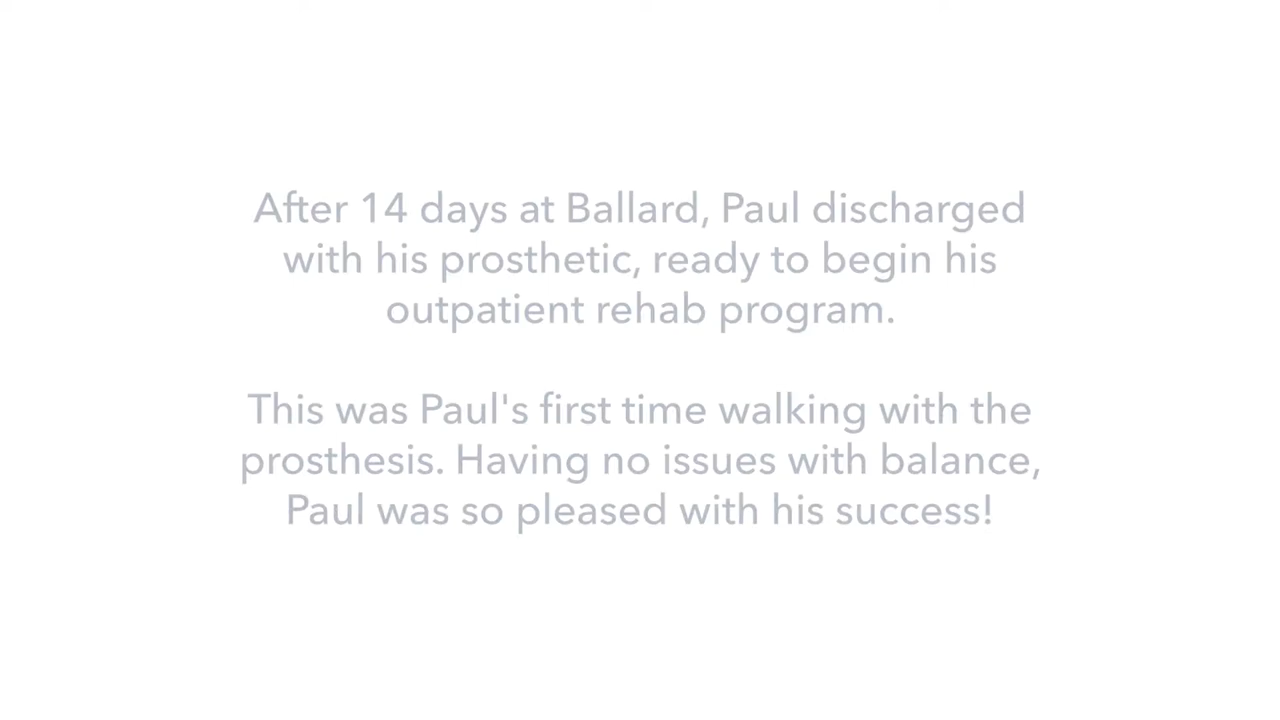 After 14 days at Ballard, Paul discharged
with his prosthetic, ready to begin his
outpatient rehab program.
This was Paul's first time walking with the
prosthesis. Having no issues with balance,
Paul was so pleased with his success!